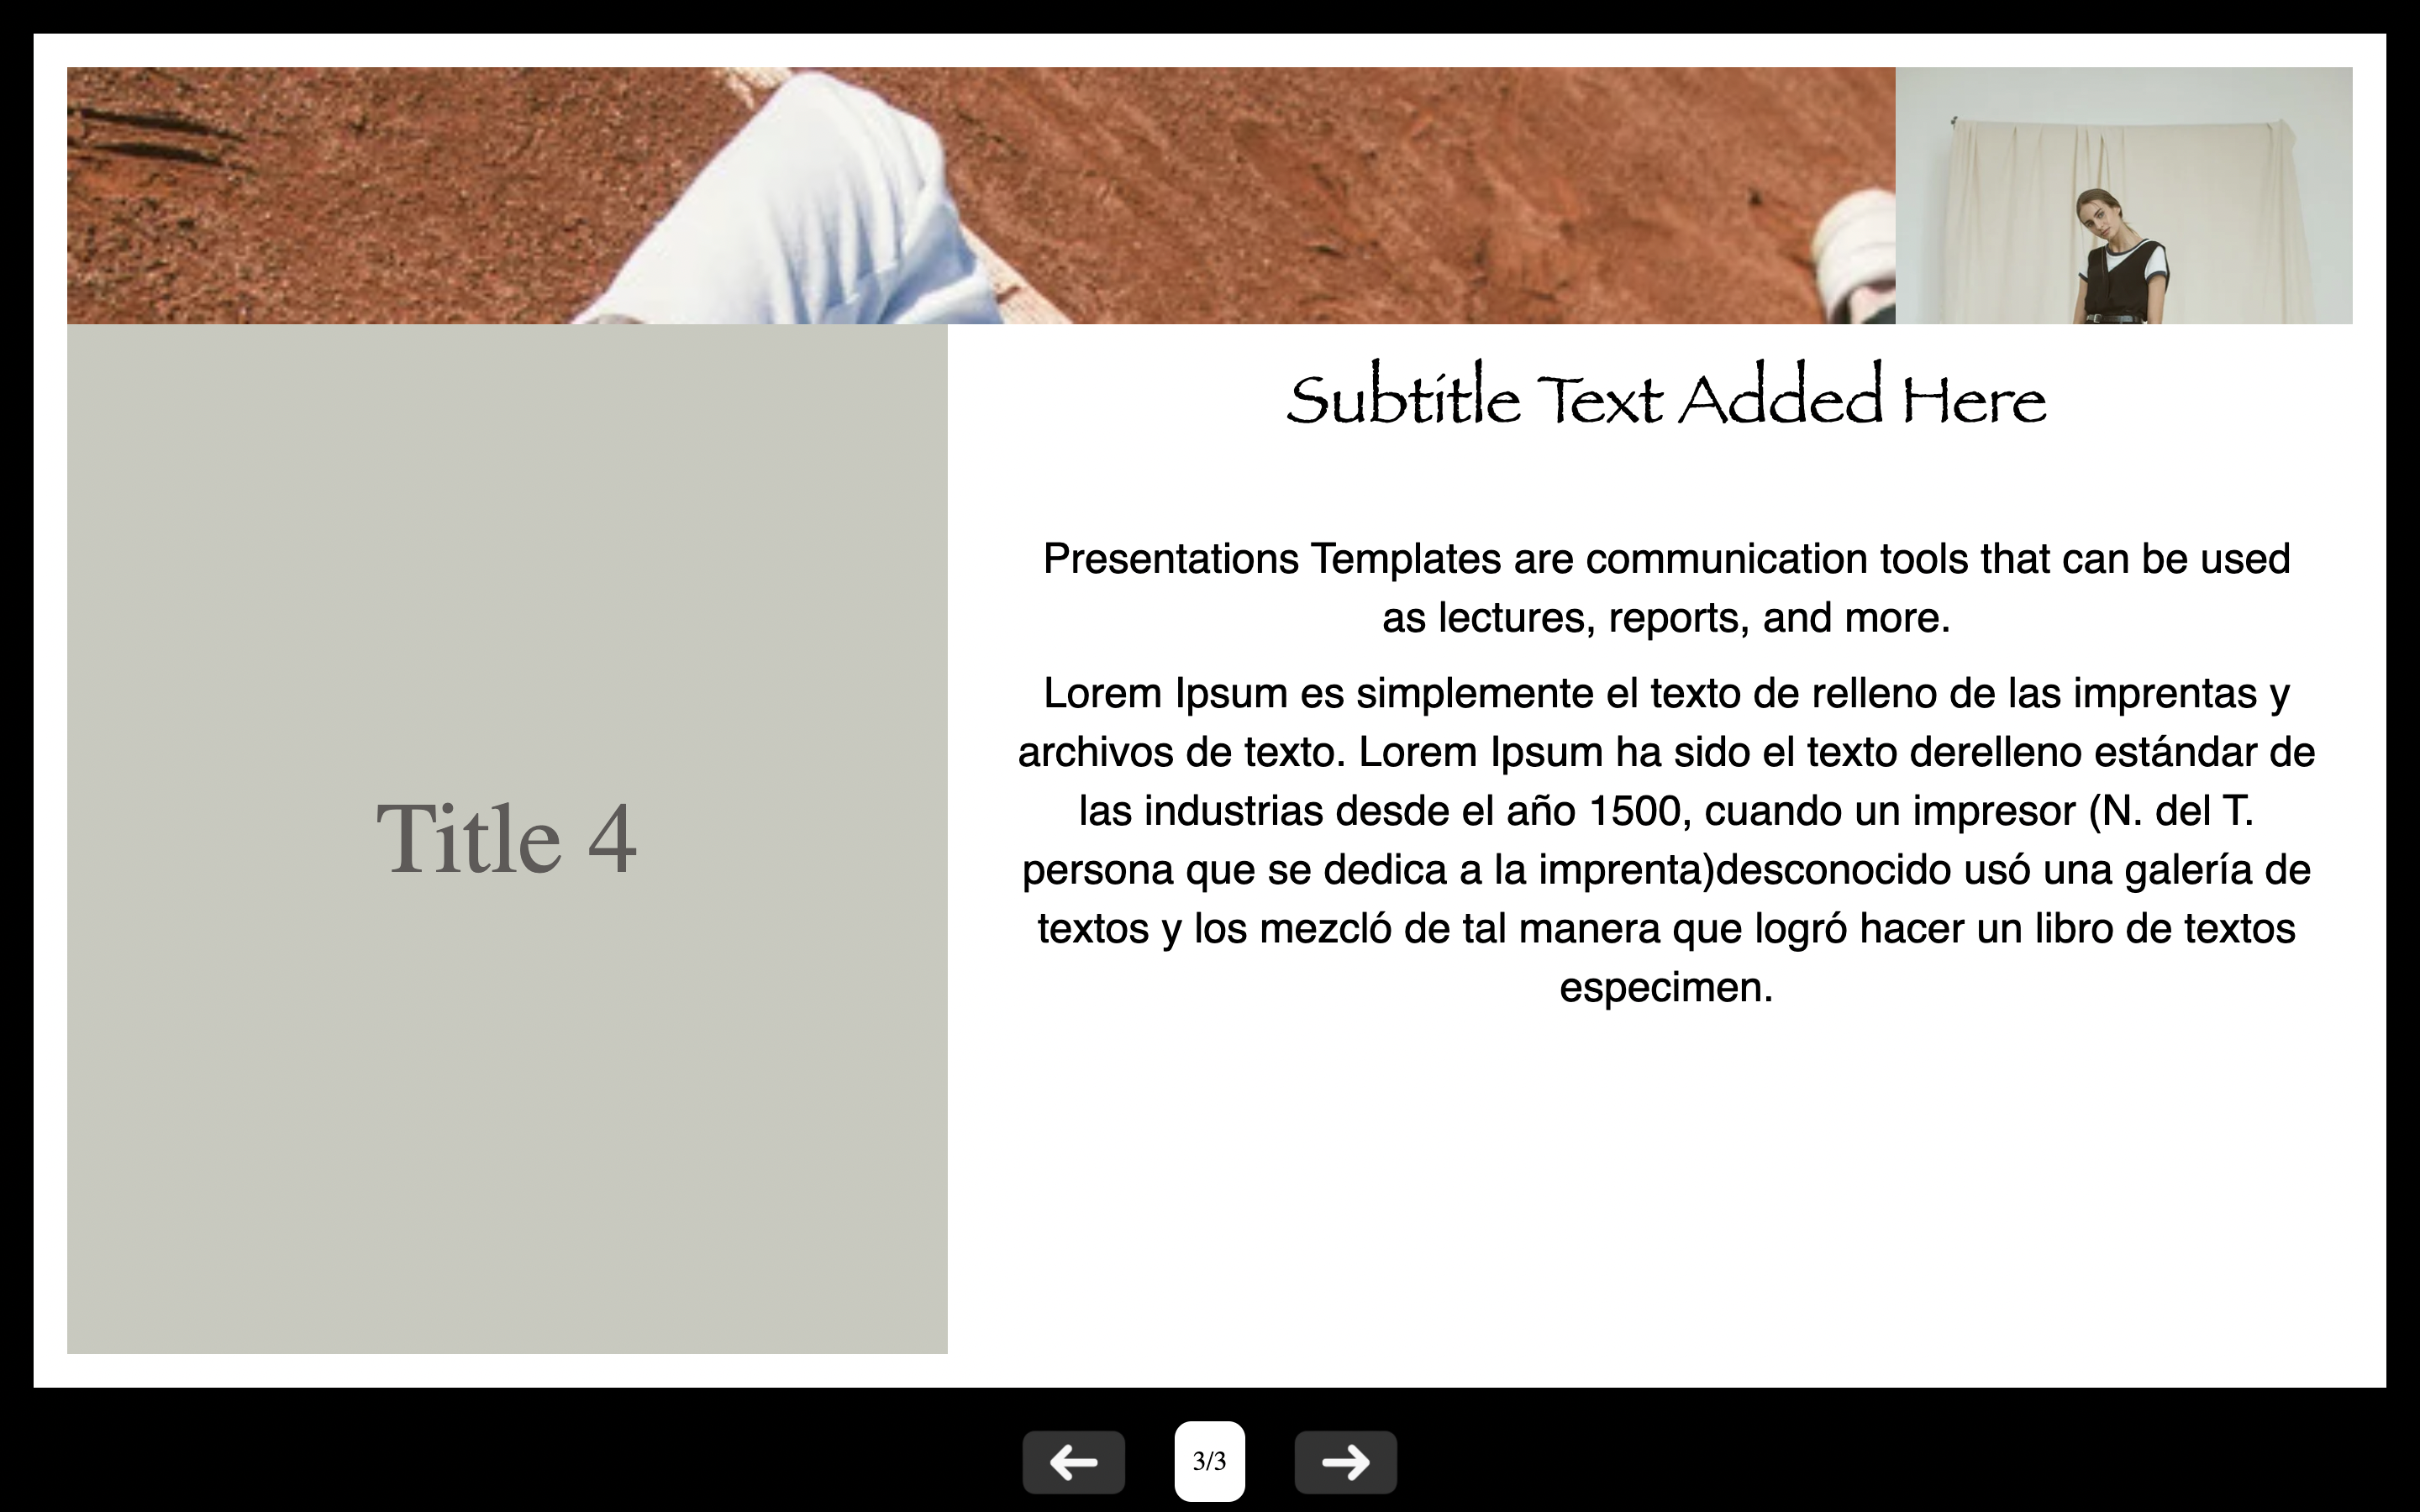 Subtitle Text Added Here
Presentations Templates are communication tools that can be used
as lectures, reports, and more.
Lorem Ipsum es simplemente el texto de relleno de las imprentas y
archivos de texto. Lorem Ipsum ha sido el texto derelleno estándar de
las industrias desde el año 1500, cuando un impresor (N. del T.
persona que se dedica a la imprenta)desconocido usó una galería de
textos y los mezcló de tal manera que logró hacer un libro de textos
especimen.
Title 4
3/3